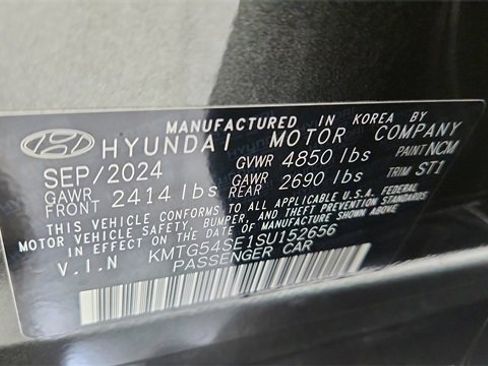 MANUFACTURED IN KOREA BY
HYUNDAI MOTOR COMPANY
SEP/2024 GVWR 4850 lbs PAINT NCM
GAWR FRONT 2414 lbs GAWR REAR 2690 lbs TRIM ST1
THIS VEHICLE CONFORMS TO ALL APPLICABLE U.S.A. FEDERAL
MOTOR VEHICLE SAFETY, BUMPER, AND THEFT PREVENTION STANDARDS
IN EFFECT ON THE DATE OF MANUFACTURE SHOWN ABOVE.
V.I.N KMTG54SE1SU152656
PASSENGER CAR